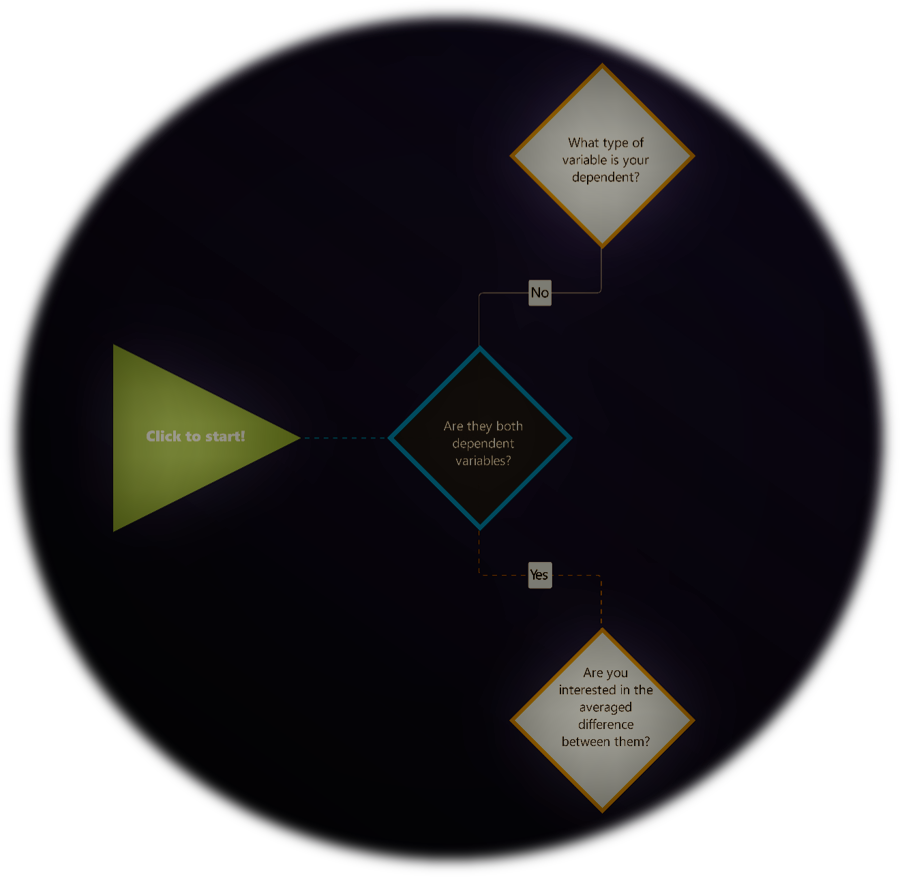 What type of
variable is your
dependent?
No
Click to start!
Are they both
dependent
variables?
Yes
Are you
interested in the
averaged
difference
between them?